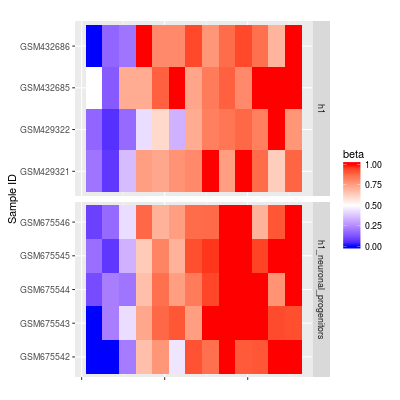 GSM432686
GSM432685
GSM429322
GSM429321
h1
GSM675546
GSM675545
GSM675544
GSM675543
GSM675542
h1_neuronal_progenitors
Sample ID
beta
1.00
0.75
0.50
0.25
0.00